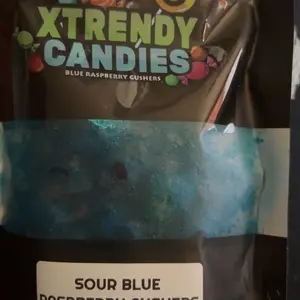 XTRENDY
CANDIES
BLUE RASPBERRY GUSHERS
SOUR BLUE
RASPBERRY GUSHERS